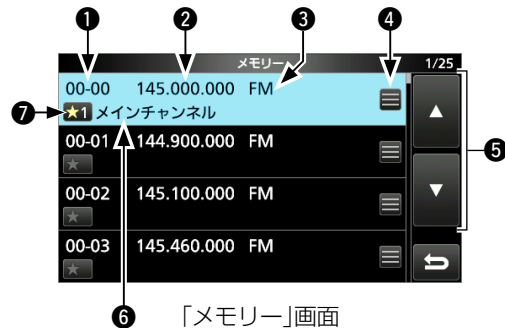 ❶ ❷ ❸ ❹
メモリー 1/25
00-00 145.000.000 FM
❼ ★1 メインチャンネル
00-01 144.900.000 FM
★
❺
00-02 145.100.000 FM
★
00-03 145.460.000 FM
★
❻ 「メモリー」画面